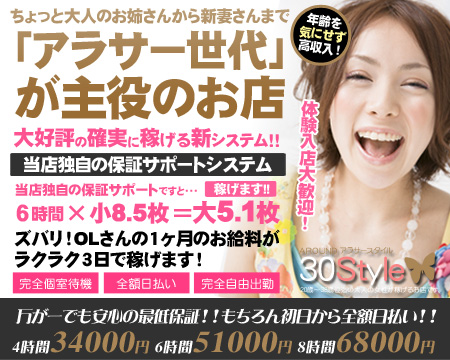 ちょっと大人のお姉さんから新妻さんまで
「アラサー世代」
が主役のお店
年齢を
気にせず
高収入!
大好評の確実に稼げる新システム!!
当店独自の保証サポートシステム
当店独自の保証サポートですと… 稼げます!!
6時間×小8.5枚=大5.1枚
ズバリ!OLさんの1ヶ月のお給料が
ラクラク3日で稼げます!
体験入店大歓迎!
AROUND アラサースタイル
30Style
完全個室待機 全額日払い 完全自由出勤
万が一でも安心の最低保証!!もちろん初日から全額日払い!!
4時間34000円 6時間51000円 8時間68000円